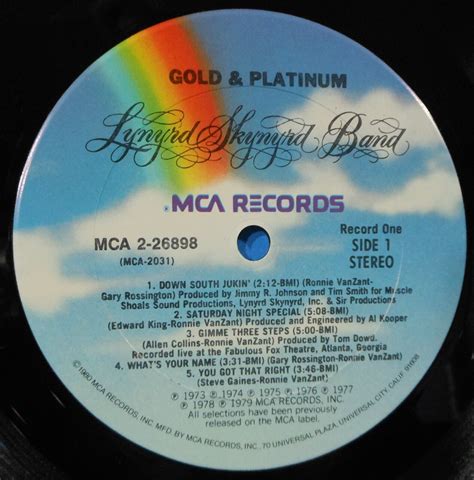 GOLD & PLATINUM
Lynyrd Skynyrd Band
MCA RECORDS
MCA 2-26898
(MCA-2031)
Record One
SIDE 1
STEREO
1. DOWN SOUTH JUKIN' (2:12-BMI) (Ronnie VanZant-
Gary Rossington) Produced by Jimmy R. Johnson and Tim Smith for Muscle
Shoals Sound Productions, Lynyrd Skynyrd, Inc. & Sir Productions
2. SATURDAY NIGHT SPECIAL (5:08-BMI)
(Edward King-Ronnie VanZant) Produced and Engineered by Al Kooper
3. GIMME THREE STEPS (5:00-BMI)
(Allen Collins-Ronnie VanZant) Produced by Tom Dowd.
Recorded live at the Fabulous Fox Theatre, Atlanta, Georgia
4. WHAT'S YOUR NAME (3:31-BMI) (Gary Rossington-Ronnie VanZant)
5. YOU GOT THAT RIGHT (3:46-BMI)
(Steve Gaines-Ronnie VanZant)
℗ 1973 ℗ 1974 ℗ 1975 ℗ 1976 ℗ 1977
℗ 1978 ℗ 1979 MCA RECORDS, INC.
All selections have been previously
released on the MCA label.
©1980 MCA RECORDS, INC. MFG. BY MCA RECORDS, INC. 70 UNIVERSAL PLAZA, UNIVERSAL CITY, CALIF. 91608